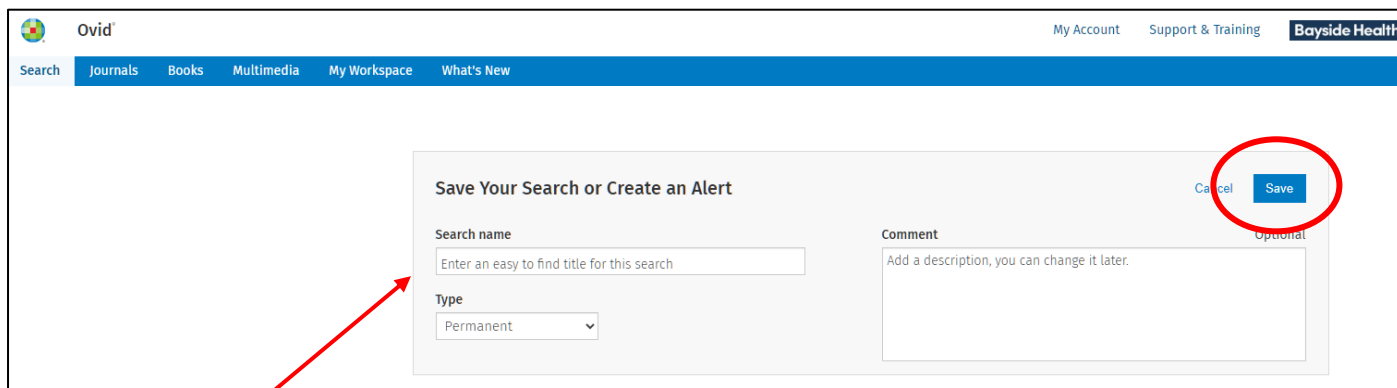 Ovid®
My Account Support & Training Bayside Health
Search Journals Books Multimedia My Workspace What's New
Save Your Search or Create an Alert
Cancel Save
Search name
Enter an easy to find title for this search
Type
Permanent
Comment Optional
Add a description, you can change it later.